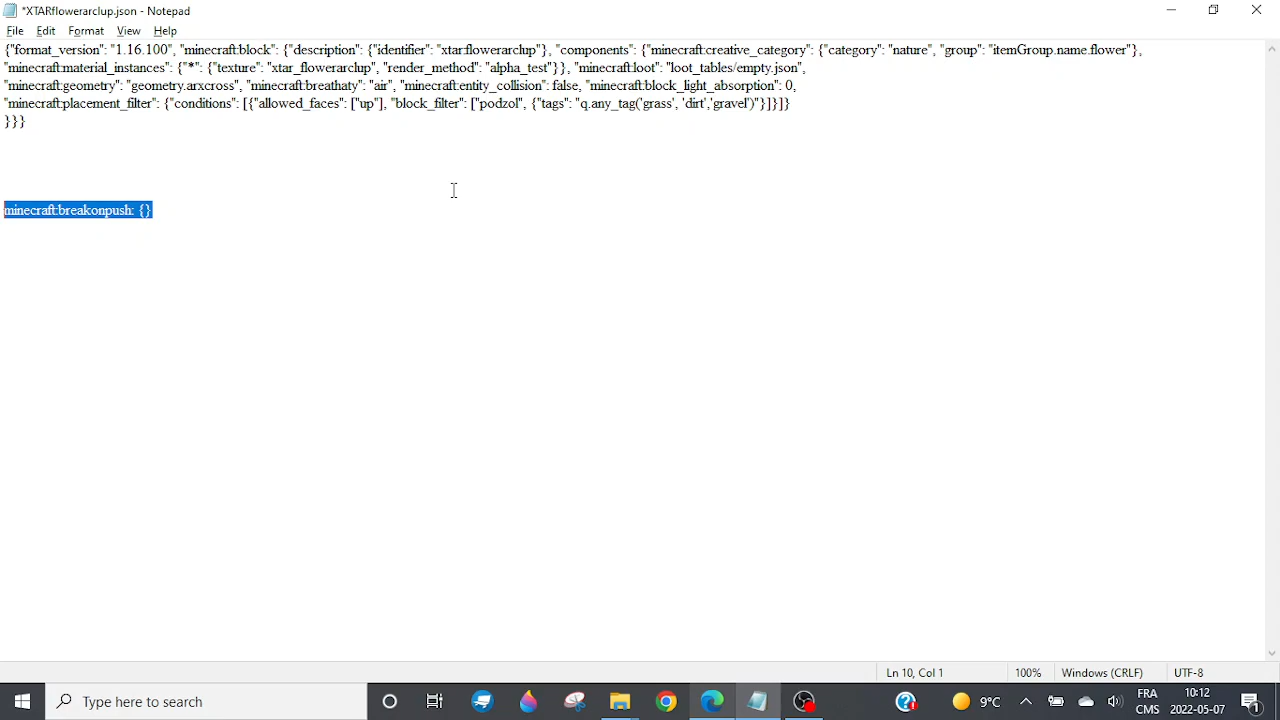 *XTARflowerarclup.json - Notepad
File Edit Format View Help
{"format_version": "1.16.100", "minecraft:block": {"description": {"identifier": "xtar:flowerarclup"}, "components": {"minecraft:creative_category": {"category": "nature", "group": "itemGroup.name.flower"},
"minecraft:material_instances": {"*": {"texture": "xtar_flowerarclup", "render_method": "alpha_test"}}, "minecraft:loot": "loot_tables/empty.json",
"minecraft:geometry": "geometry.arxcross", "minecraft:breathaty": "air", "minecraft:entity_collision": false, "minecraft:block_light_absorption": 0,
"minecraft:placement_filter": {"conditions": [{"allowed_faces": ["up"], "block_filter": ["podzol", {"tags": "q.any_tag('grass', 'dirt','gravel')"}]}]}
}}}
minecraft:breakonpush: {}
Ln 10, Col 1 100% Windows (CRLF) UTF-8
Type here to search 9°C FRA 10:12
CMS 2022-05-07 1